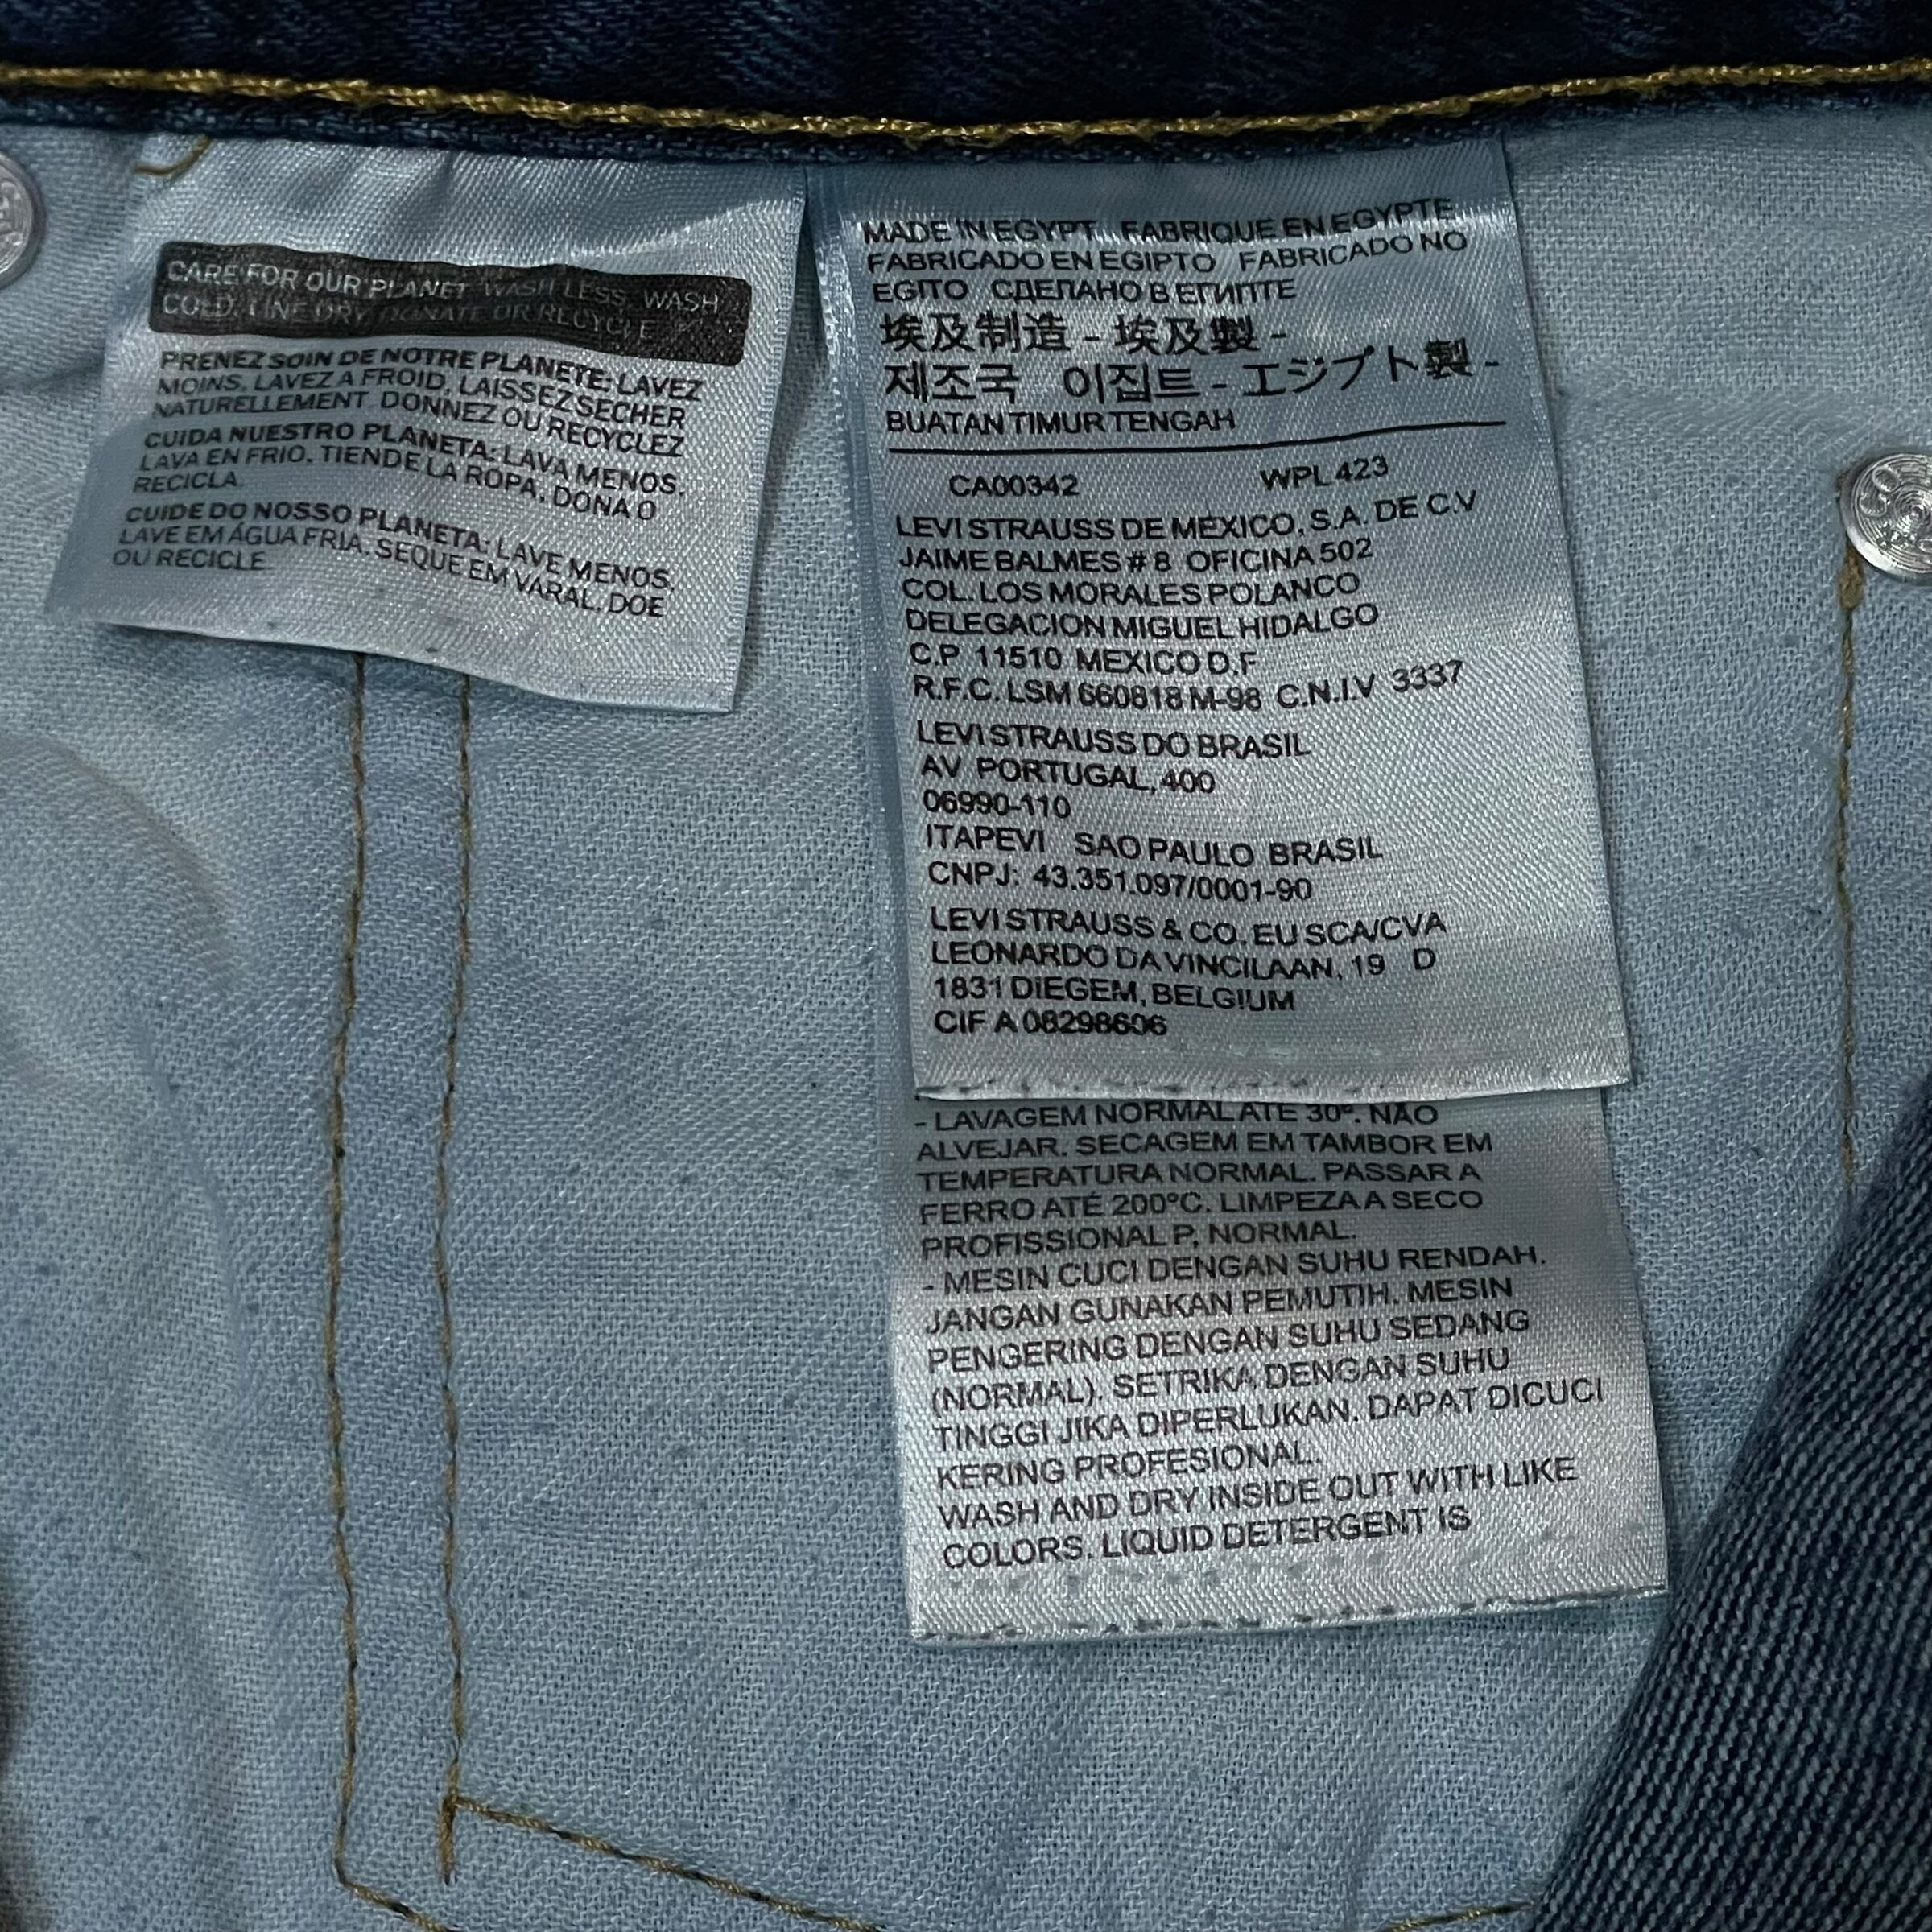 CARE FOR OUR PLANET WASH LESS, WASH
COLD, LINE DRY, DONATE OR RECYCLE
PRENEZ SOIN DE NOTRE PLANETE: LAVEZ
MOINS, LAVEZ A FROID, LAISSEZ SECHER
NATURELLEMENT, DONNEZ OU RECYCLEZ
CUIDA NUESTRO PLANETA: LAVA MENOS,
LAVA EN FRIO, TIENDE LA ROPA, DONA O
RECICLA.
CUIDE DO NOSSO PLANETA: LAVE MENOS,
LAVE EM ÁGUA FRIA. SEQUE EM VARAL. DOE
OU RECICLE.
MADE IN EGYPT FABRIQUE EN EGYPTE
FABRICADO EN EGIPTO FABRICADO NO
EGITO СДЕЛАНО В ЕГИПТЕ
埃及制造 - 埃及製 -
제조국 이집트 - エジプト製 -
BUATAN TIMUR TENGAH
CA00342 WPL 423
LEVI STRAUSS DE MEXICO, S.A. DE C.V
JAIME BALMES # 8 OFICINA 502
COL. LOS MORALES POLANCO
DELEGACION MIGUEL HIDALGO
C.P 11510 MEXICO D.F
R.F.C. LSM 660818 M-98 C.N.I.V 3337
LEVI STRAUSS DO BRASIL
AV PORTUGAL, 400
06990-110
ITAPEVI SAO PAULO BRASIL
CNPJ: 43.351.097/0001-90
LEVI STRAUSS & CO. EU SCA/CVA
LEONARDO DA VINCILAAN, 19 D
1831 DIEGEM, BELGIUM
CIF A 08298606
- LAVAGEM NORMAL ATÉ 30º. NÃO
ALVEJAR. SECAGEM EM TAMBOR EM
TEMPERATURA NORMAL. PASSAR A
FERRO ATÉ 200ºC. LIMPEZA A SECO
PROFISSIONAL P, NORMAL.
- MESIN CUCI DENGAN SUHU RENDAH.
JANGAN GUNAKAN PEMUTIH. MESIN
PENGERING DENGAN SUHU SEDANG
(NORMAL). SETRIKA DENGAN SUHU
TINGGI JIKA DIPERLUKAN. DAPAT DICUCI
KERING PROFESIONAL.
WASH AND DRY INSIDE OUT WITH LIKE
COLORS. LIQUID DETERGENT IS